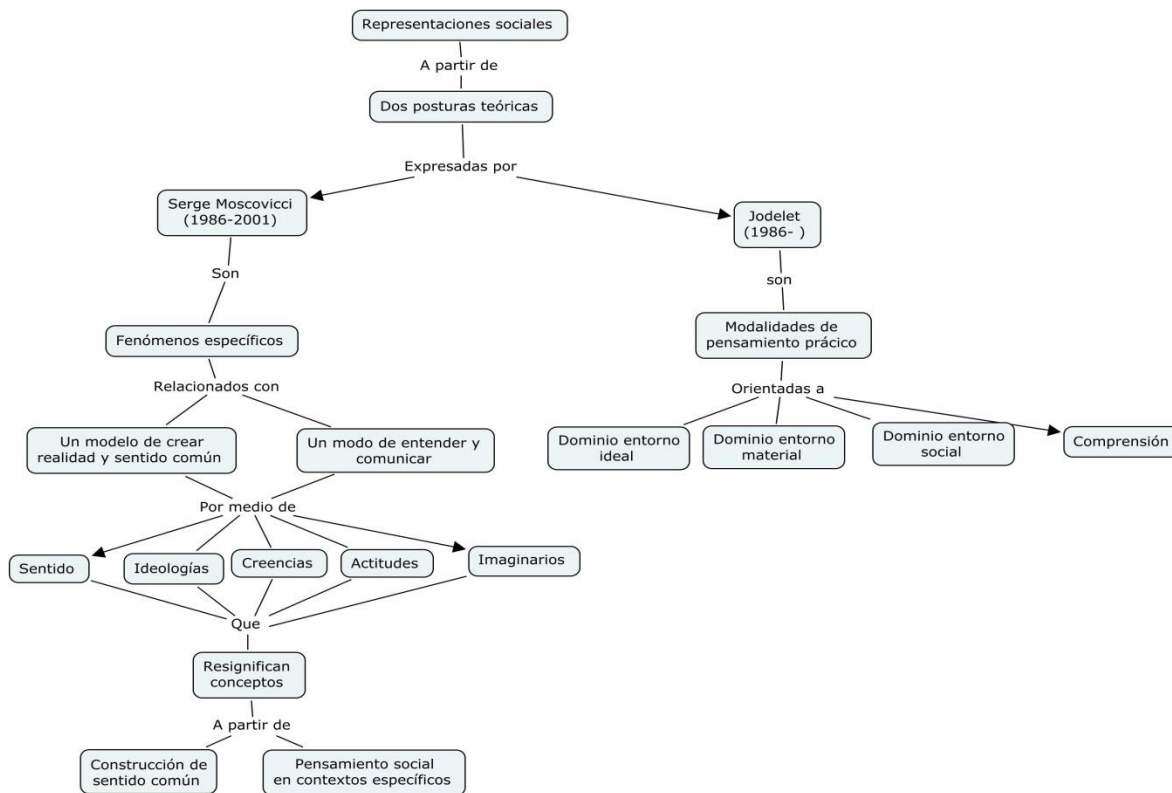 Representaciones sociales
A partir de
Dos posturas teóricas
Expresadas por
Serge Moscovicci
(1986-2001)
Jodelet
(1986- )
Son
son
Fenómenos específicos
Modalidades de
pensamiento prácico
Relacionados con
Orientadas a
Un modelo de crear
realidad y sentido común
Un modo de entender y
comunicar
Dominio entorno
ideal
Dominio entorno
material
Dominio entorno
social
Comprensión
Por medio de
Sentido
Ideologías
Creencias
Actitudes
Imaginarios
Que
Resignifican
conceptos
A partir de
Construcción de
sentido común
Pensamiento social
en contextos específicos